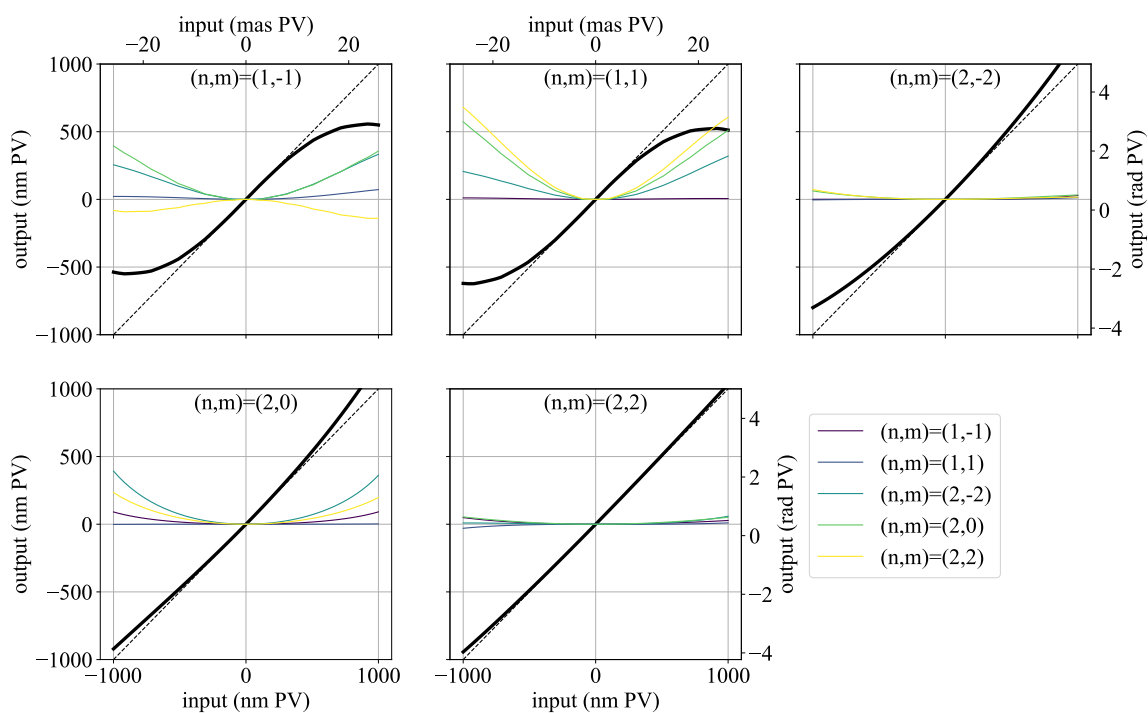 input (mas PV)
input (mas PV)
−20 0 20
−20 0 20
(n,m)=(1,-1)
(n,m)=(1,1)
(n,m)=(2,-2)
output (nm PV)
1000
500
0
−500
−1000
4
2
0
−2
−4
output (rad PV)
(n,m)=(2,0)
(n,m)=(2,2)
output (nm PV)
1000
500
0
−500
−1000
4
2
0
−2
−4
output (rad PV)
−1000 0 1000
−1000 0 1000
input (nm PV)
input (nm PV)
(n,m)=(1,-1)
(n,m)=(1,1)
(n,m)=(2,-2)
(n,m)=(2,0)
(n,m)=(2,2)